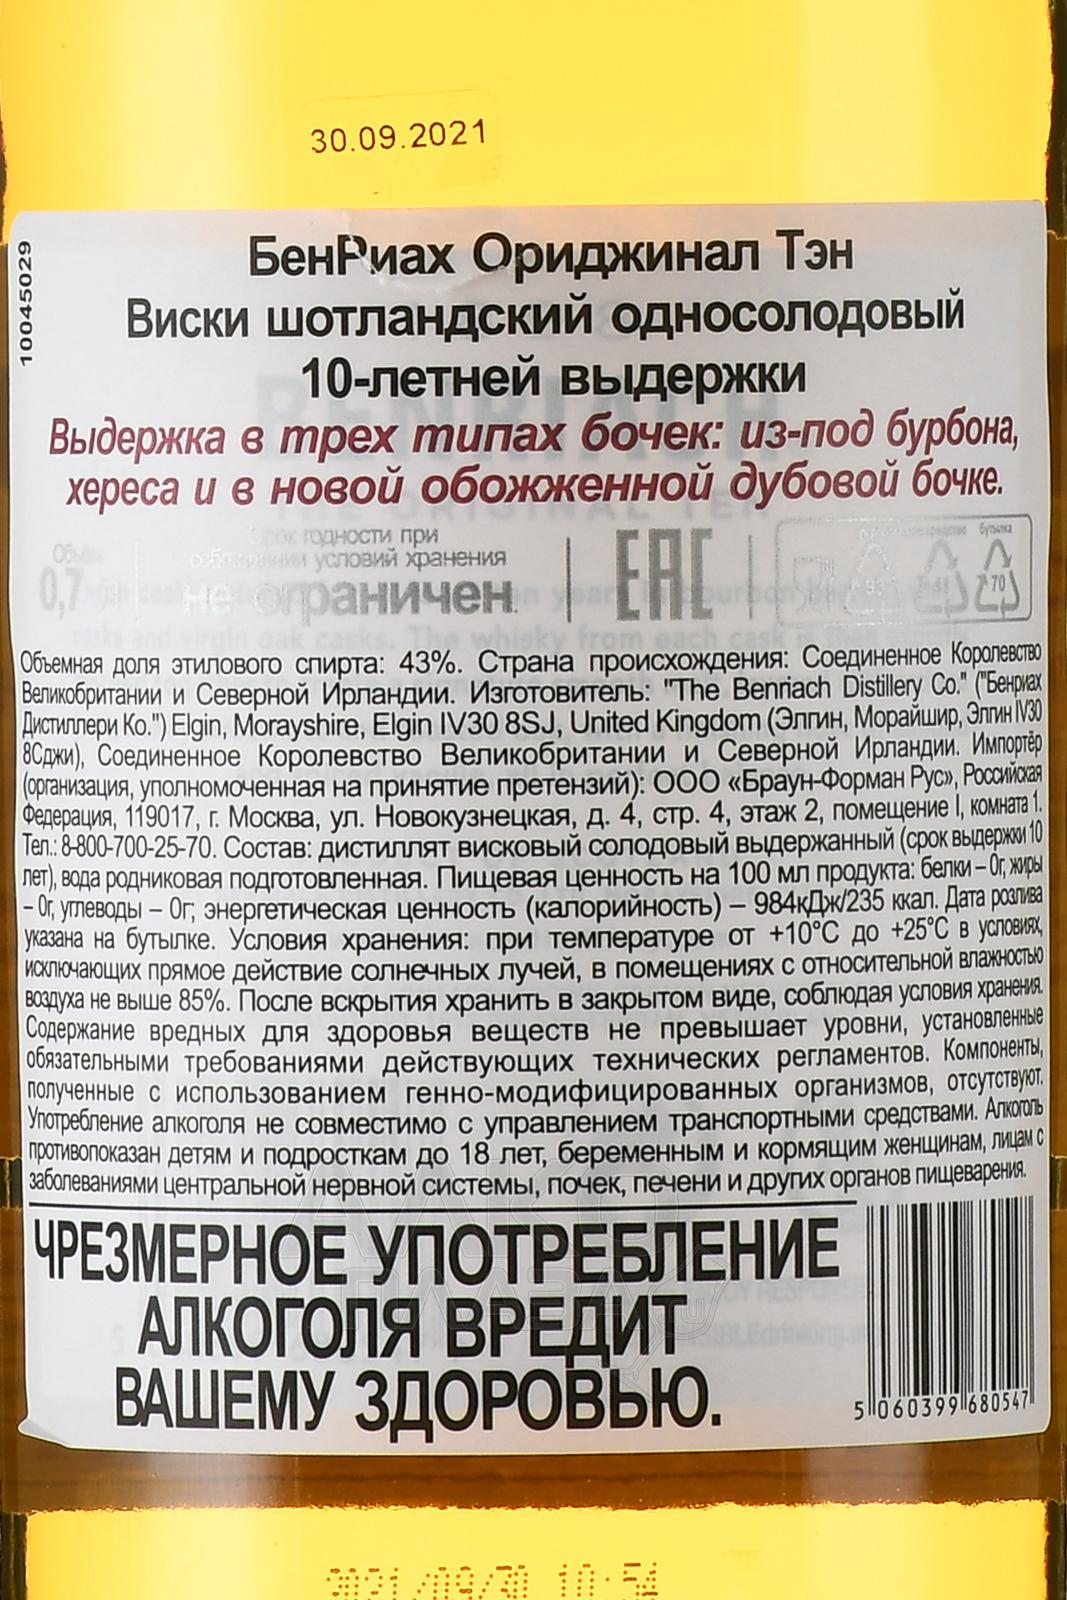 30.09.2021
10045029
БенРиах Ориджинал Тэн
Виски шотландский односолодовый
10-летней выдержки
Выдержка в трех типах бочек: из-под бурбона,
хереса и в новой обожженной дубовой бочке.
Объём
0,7
Срок годности при
соблюдении условий хранения
не ограничен.
EAC
бутылка
70
Объемная доля этилового спирта: 43%. Страна происхождения: Соединенное Королевство
Великобритании и Северной Ирландии. Изготовитель: "The Benriach Distillery Co." ("Бенриах
Дистиллери Ко.") Elgin, Morayshire, Elgin IV30 8SJ, United Kingdom (Элгин, Морайшир, Элгин IV30
8Сджи), Соединенное Королевство Великобритании и Северной Ирландии. Импортёр
(организация, уполномоченная на принятие претензий): ООО «Браун-Форман Рус», Российская
Федерация, 119017, г. Москва, ул. Новокузнецкая, д. 4, стр. 4, этаж 2, помещение I, комната 1.
Тел.: 8-800-700-25-70. Состав: дистиллят висковый солодовый выдержанный (срок выдержки 10
лет), вода родниковая подготовленная. Пищевая ценность на 100 мл продукта: белки – 0г, жиры
– 0г, углеводы – 0г; энергетическая ценность (калорийность) – 984кДж/235 ккал. Дата розлива
указана на бутылке. Условия хранения: при температуре от +10°C до +25°C в условиях,
исключающих прямое действие солнечных лучей, в помещениях с относительной влажностью
воздуха не выше 85%. После вскрытия хранить в закрытом виде, соблюдая условия хранения.
Содержание вредных для здоровья веществ не превышает уровни, установленные
обязательными требованиями действующих технических регламентов. Компоненты,
полученные с использованием генно-модифицированных организмов, отсутствуют.
Употребление алкоголя не совместимо с управлением транспортными средствами. Алкоголь
противопоказан детям и подросткам до 18 лет, беременным и кормящим женщинам, лицам с
заболеваниями центральной нервной системы, почек, печени и других органов пищеварения.
ЧРЕЗМЕРНОЕ УПОТРЕБЛЕНИЕ
АЛКОГОЛЯ ВРЕДИТ
ВАШЕМУ ЗДОРОВЬЮ.
5 060399 680547
2021/09/30 10:54